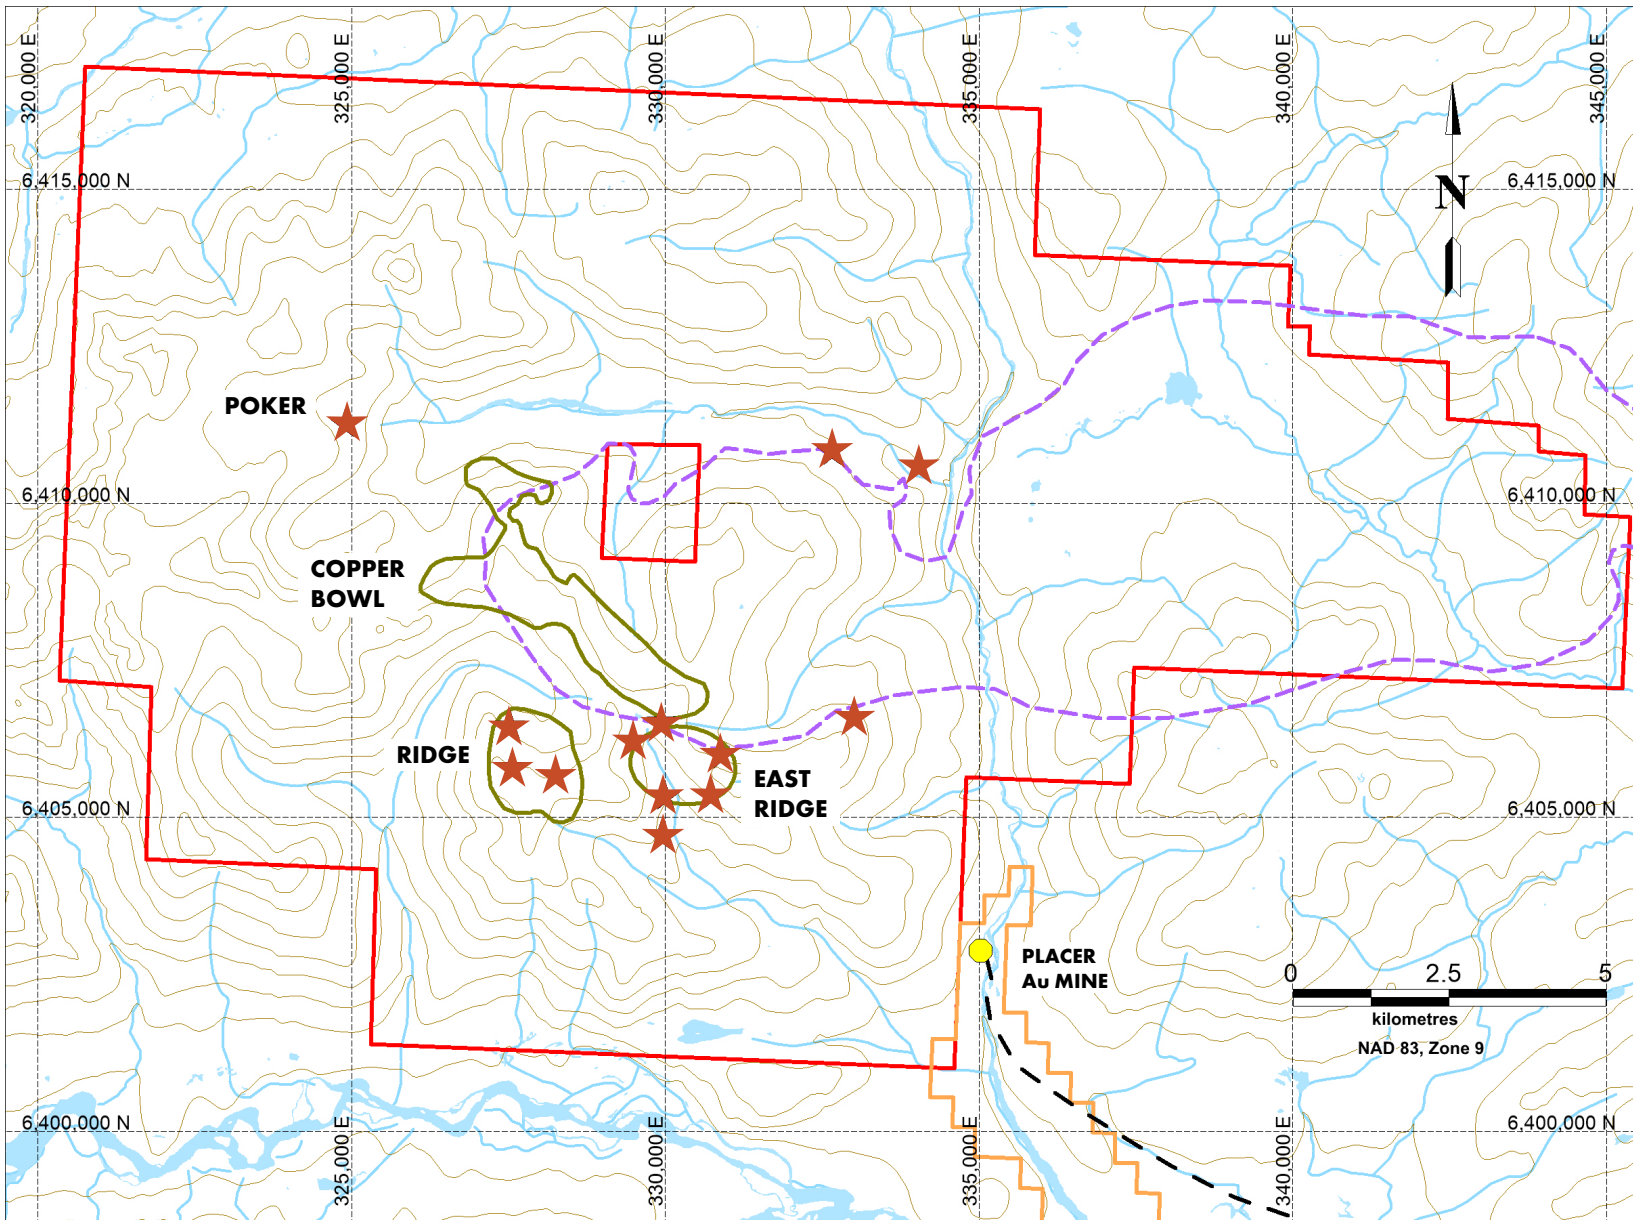 320,000 E
325,000 E
330,000 E
335,000 E
340,000 E
345,000 E
6,415,000 N
6,415,000 N
N
POKER
6,410,000 N
6,410,000 N
COPPER
BOWL
RIDGE
EAST
RIDGE
6,405,000 N
6,405,000 N
PLACER
Au MINE
0 2.5 5
kilometres
NAD 83, Zone 9
6,400,000 N
6,400,000 N
325,000 E
330,000 E
335,000 E
340,000 E